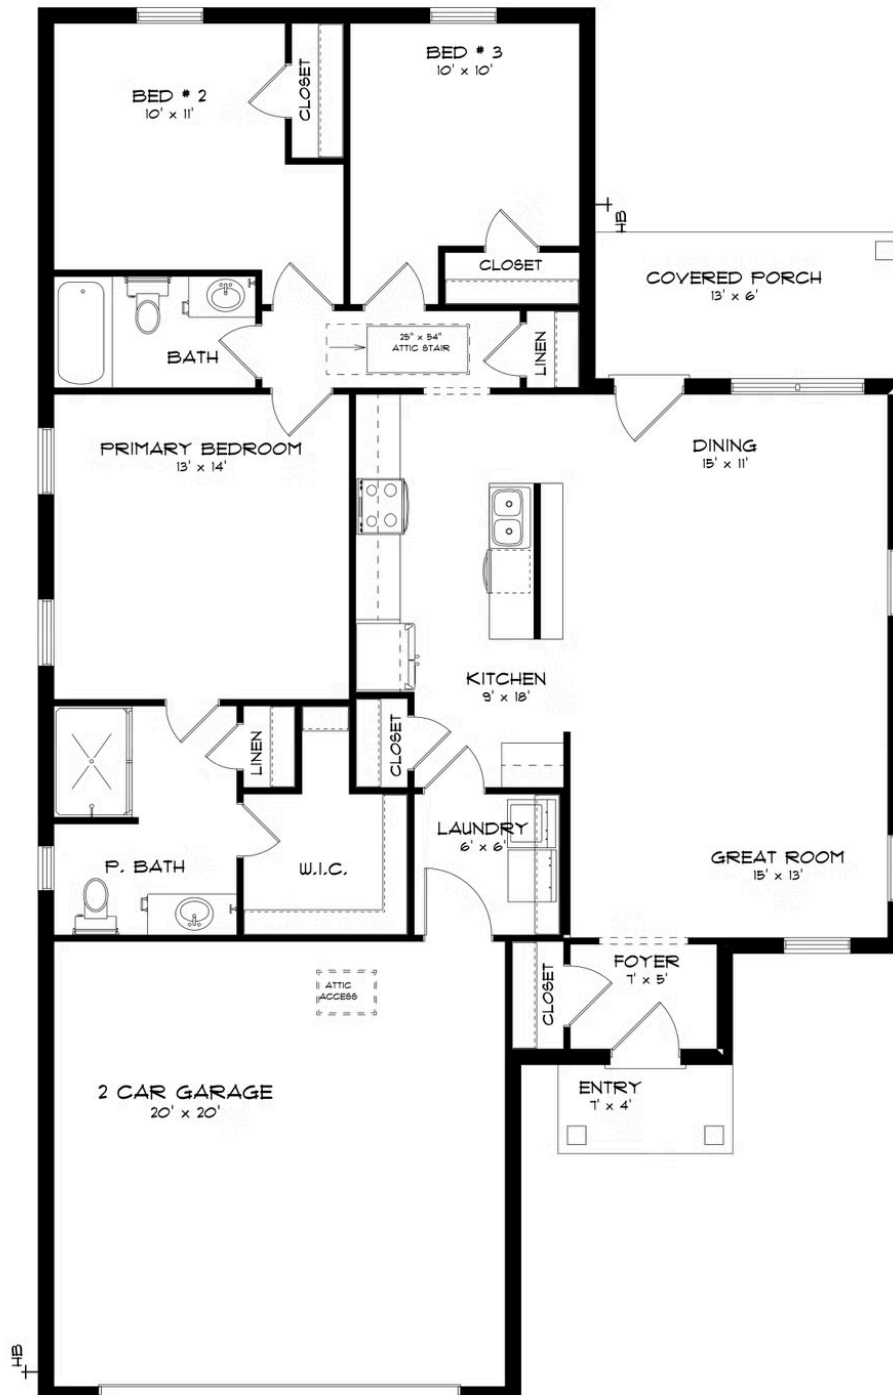 BED # 2
10' x 11'
CLOSET
BED # 3
10' x 10'
CLOSET
HB
COVERED PORCH
13' x 6'
BATH
25" x 54"
ATTIC STAIR
LINEN
PRIMARY BEDROOM
13' x 14'
DINING
15' x 11'
KITCHEN
9' x 18'
LINEN
CLOSET
LAUNDRY
6' x 6'
P. BATH
W.I.C.
GREAT ROOM
15' x 13'
ATTIC
ACCESS
CLOSET
FOYER
7' x 5'
2 CAR GARAGE
20' x 20'
ENTRY
7' x 4'
HB